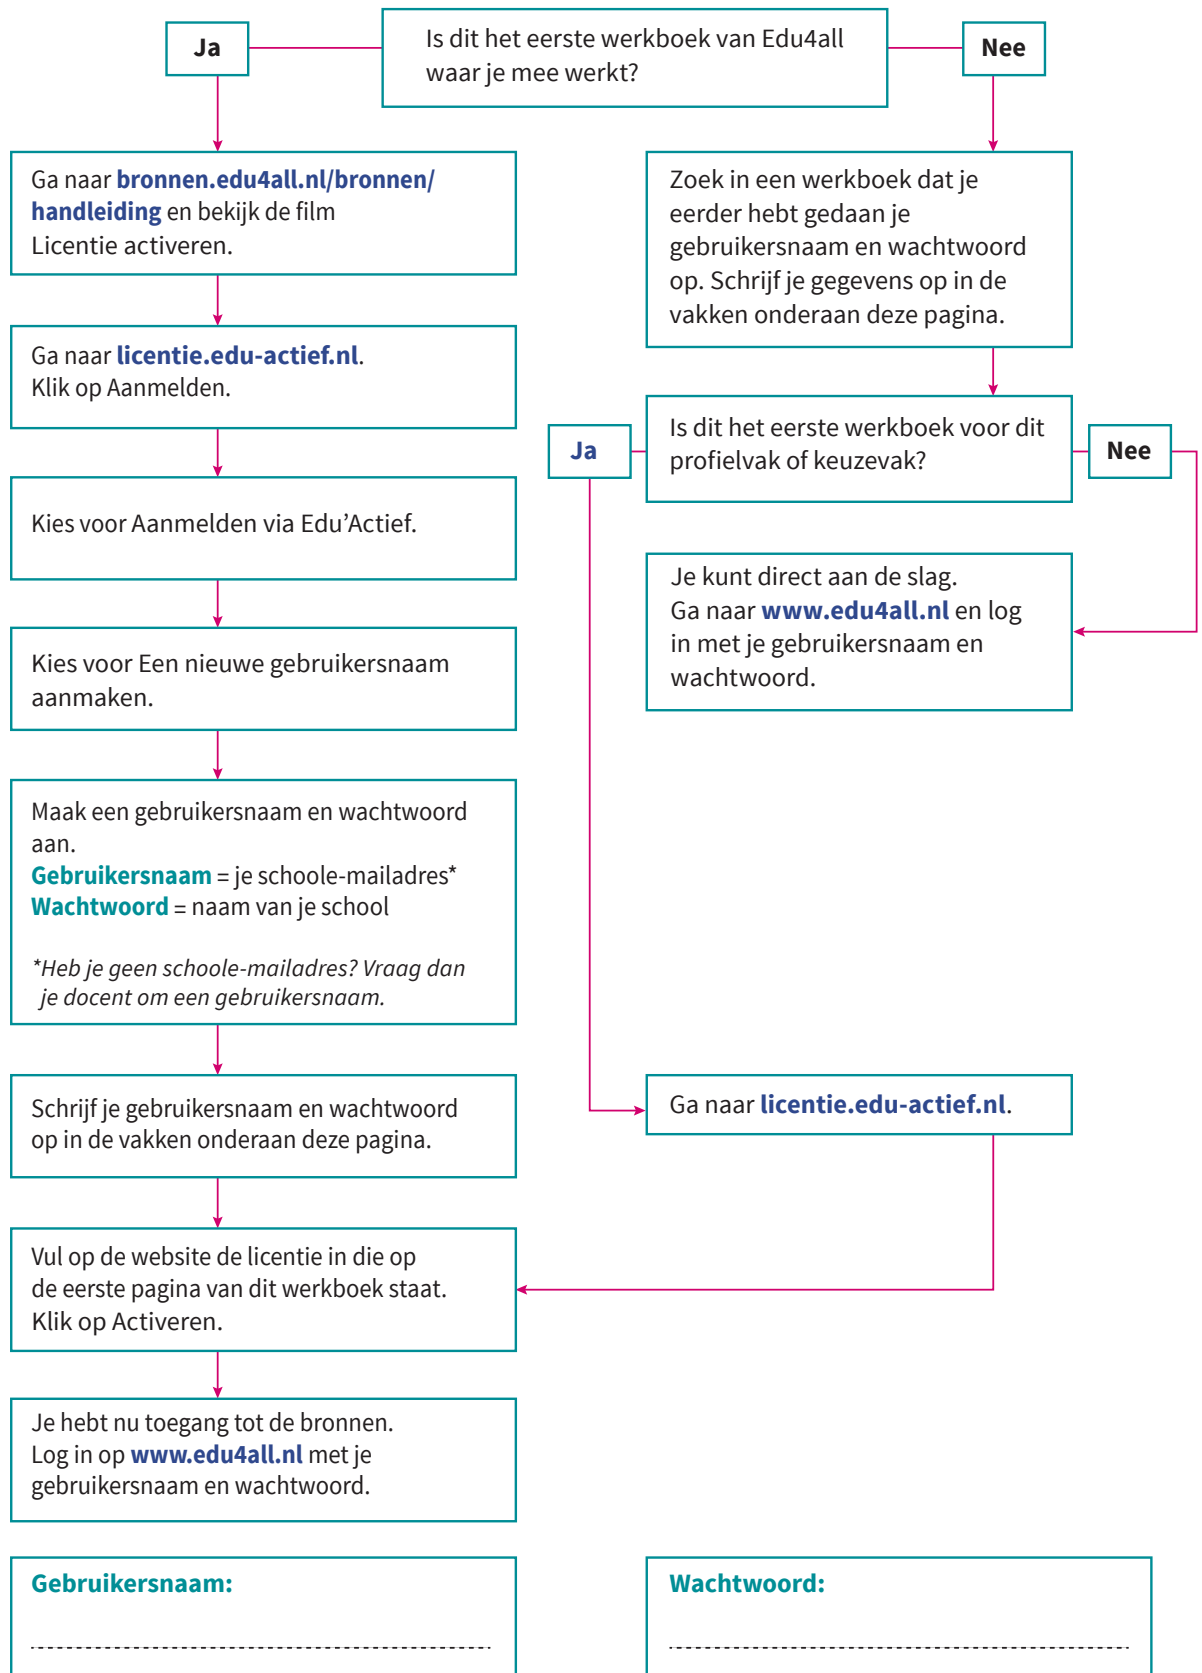 Ja
Is dit het eerste werkboek van Edu4all
waar je mee werkt?
Nee
Ga naar bronnen.edu4all.nl/bronnen/
handleiding en bekijk de film
Licentie activeren.
Ga naar licentie.edu-actief.nl.
Klik op Aanmelden.
Kies voor Aanmelden via Edu’Actief.
Kies voor Een nieuwe gebruikersnaam
aanmaken.
Maak een gebruikersnaam en wachtwoord
aan.
Gebruikersnaam = je schoole-mailadres*
Wachtwoord = naam van je school
*Heb je geen schoole-mailadres? Vraag dan
je docent om een gebruikersnaam.
Schrijf je gebruikersnaam en wachtwoord
op in de vakken onderaan deze pagina.
Vul op de website de licentie in die op
de eerste pagina van dit werkboek staat.
Klik op Activeren.
Je hebt nu toegang tot de bronnen.
Log in op www.edu4all.nl met je
gebruikersnaam en wachtwoord.
Zoek in een werkboek dat je
eerder hebt gedaan je
gebruikersnaam en wachtwoord
op. Schrijf je gegevens op in de
vakken onderaan deze pagina.
Ja
Is dit het eerste werkboek voor dit
profielvak of keuzevak?
Nee
Je kunt direct aan de slag.
Ga naar www.edu4all.nl en log
in met je gebruikersnaam en
wachtwoord.
Ga naar licentie.edu-actief.nl.
Gebruikersnaam:
Wachtwoord: